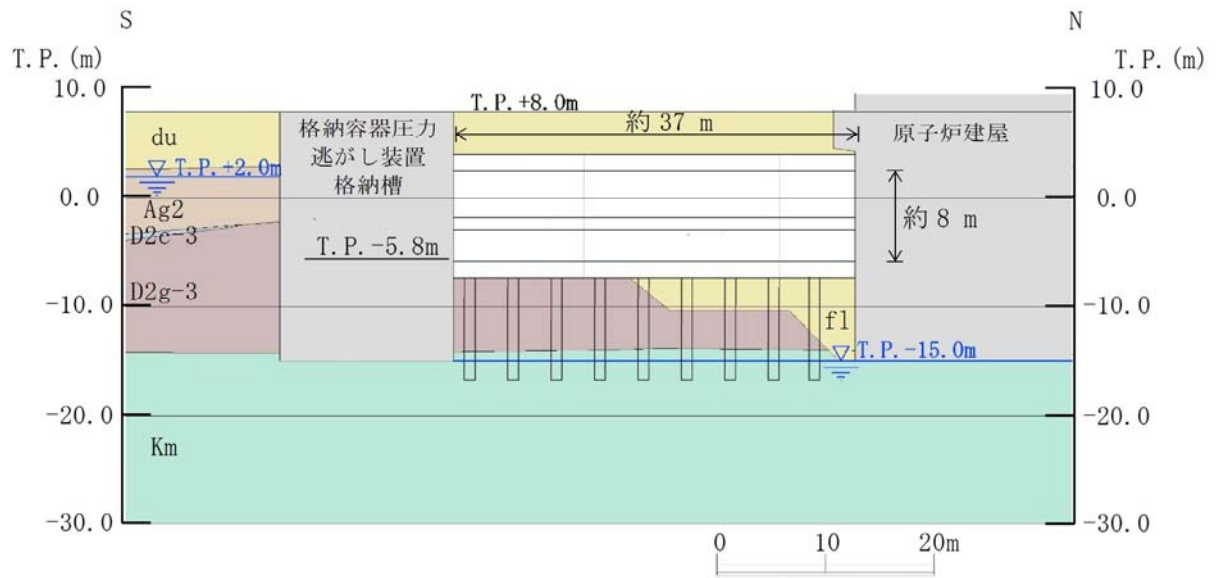 S
N
T.P.(m)
T.P.(m)
10.0
10.0
T.P.+8.0m
約 37 m
格納容器圧力
逃がし装置
格納槽
原子炉建屋
du
T.P.+2.0m
0.0
0.0
Ag2
約 8 m
D2c-3
T.P.-5.8m
D2g-3
-10.0
-10.0
fl
T.P.-15.0m
-20.0
-20.0
Km
-30.0
-30.0
0
10
20m